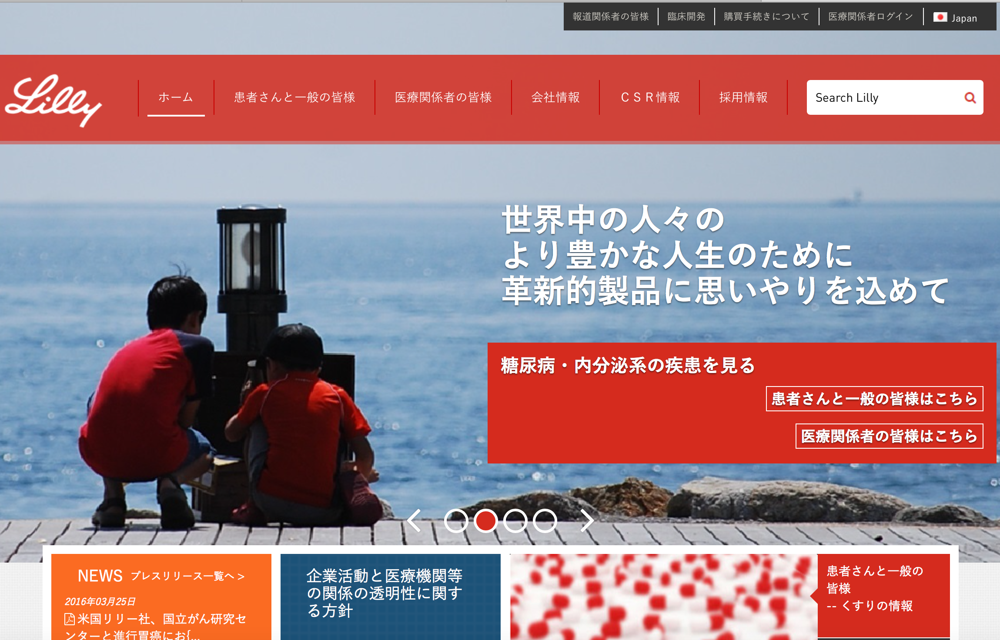 報道関係者の皆様
臨床開発
購買手続きについて
医療関係者ログイン
Japan
Lilly
ホーム
患者さんと一般の皆様
医療関係者の皆様
会社情報
ＣＳＲ情報
採用情報
Search Lilly
世界中の人々の
より豊かな人生のために
革新的製品に思いやりを込めて
糖尿病・内分泌系の疾患を見る
患者さんと一般の皆様はこちら
医療関係者の皆様はこちら
NEWS プレスリリース一覧へ >
2016年03月25日
米国リリー社、国立がん研究セ
ンターと進行胃癌にお{...
企業活動と医療機関等
の関係の透明性に関す
る方針
患者さんと一般の
皆様
-- くすりの情報